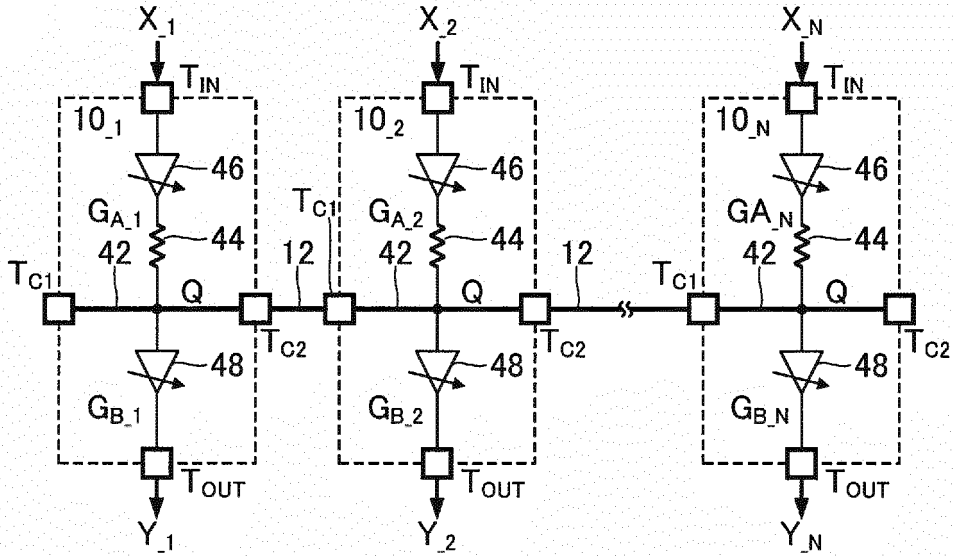 X_1 X_2 X_N
T_IN T_IN T_IN
10_1 10_2 10_N
46 46 46
G_A_1 G_A_2 GA_N
44 44 44
T_C1 42 Q 12 T_C1 42 Q 12 T_C1 42 Q
T_C2 T_C2 T_C2
48 48 48
G_B_1 G_B_2 G_B_N
T_OUT T_OUT T_OUT
Y_1 Y_2 Y_N